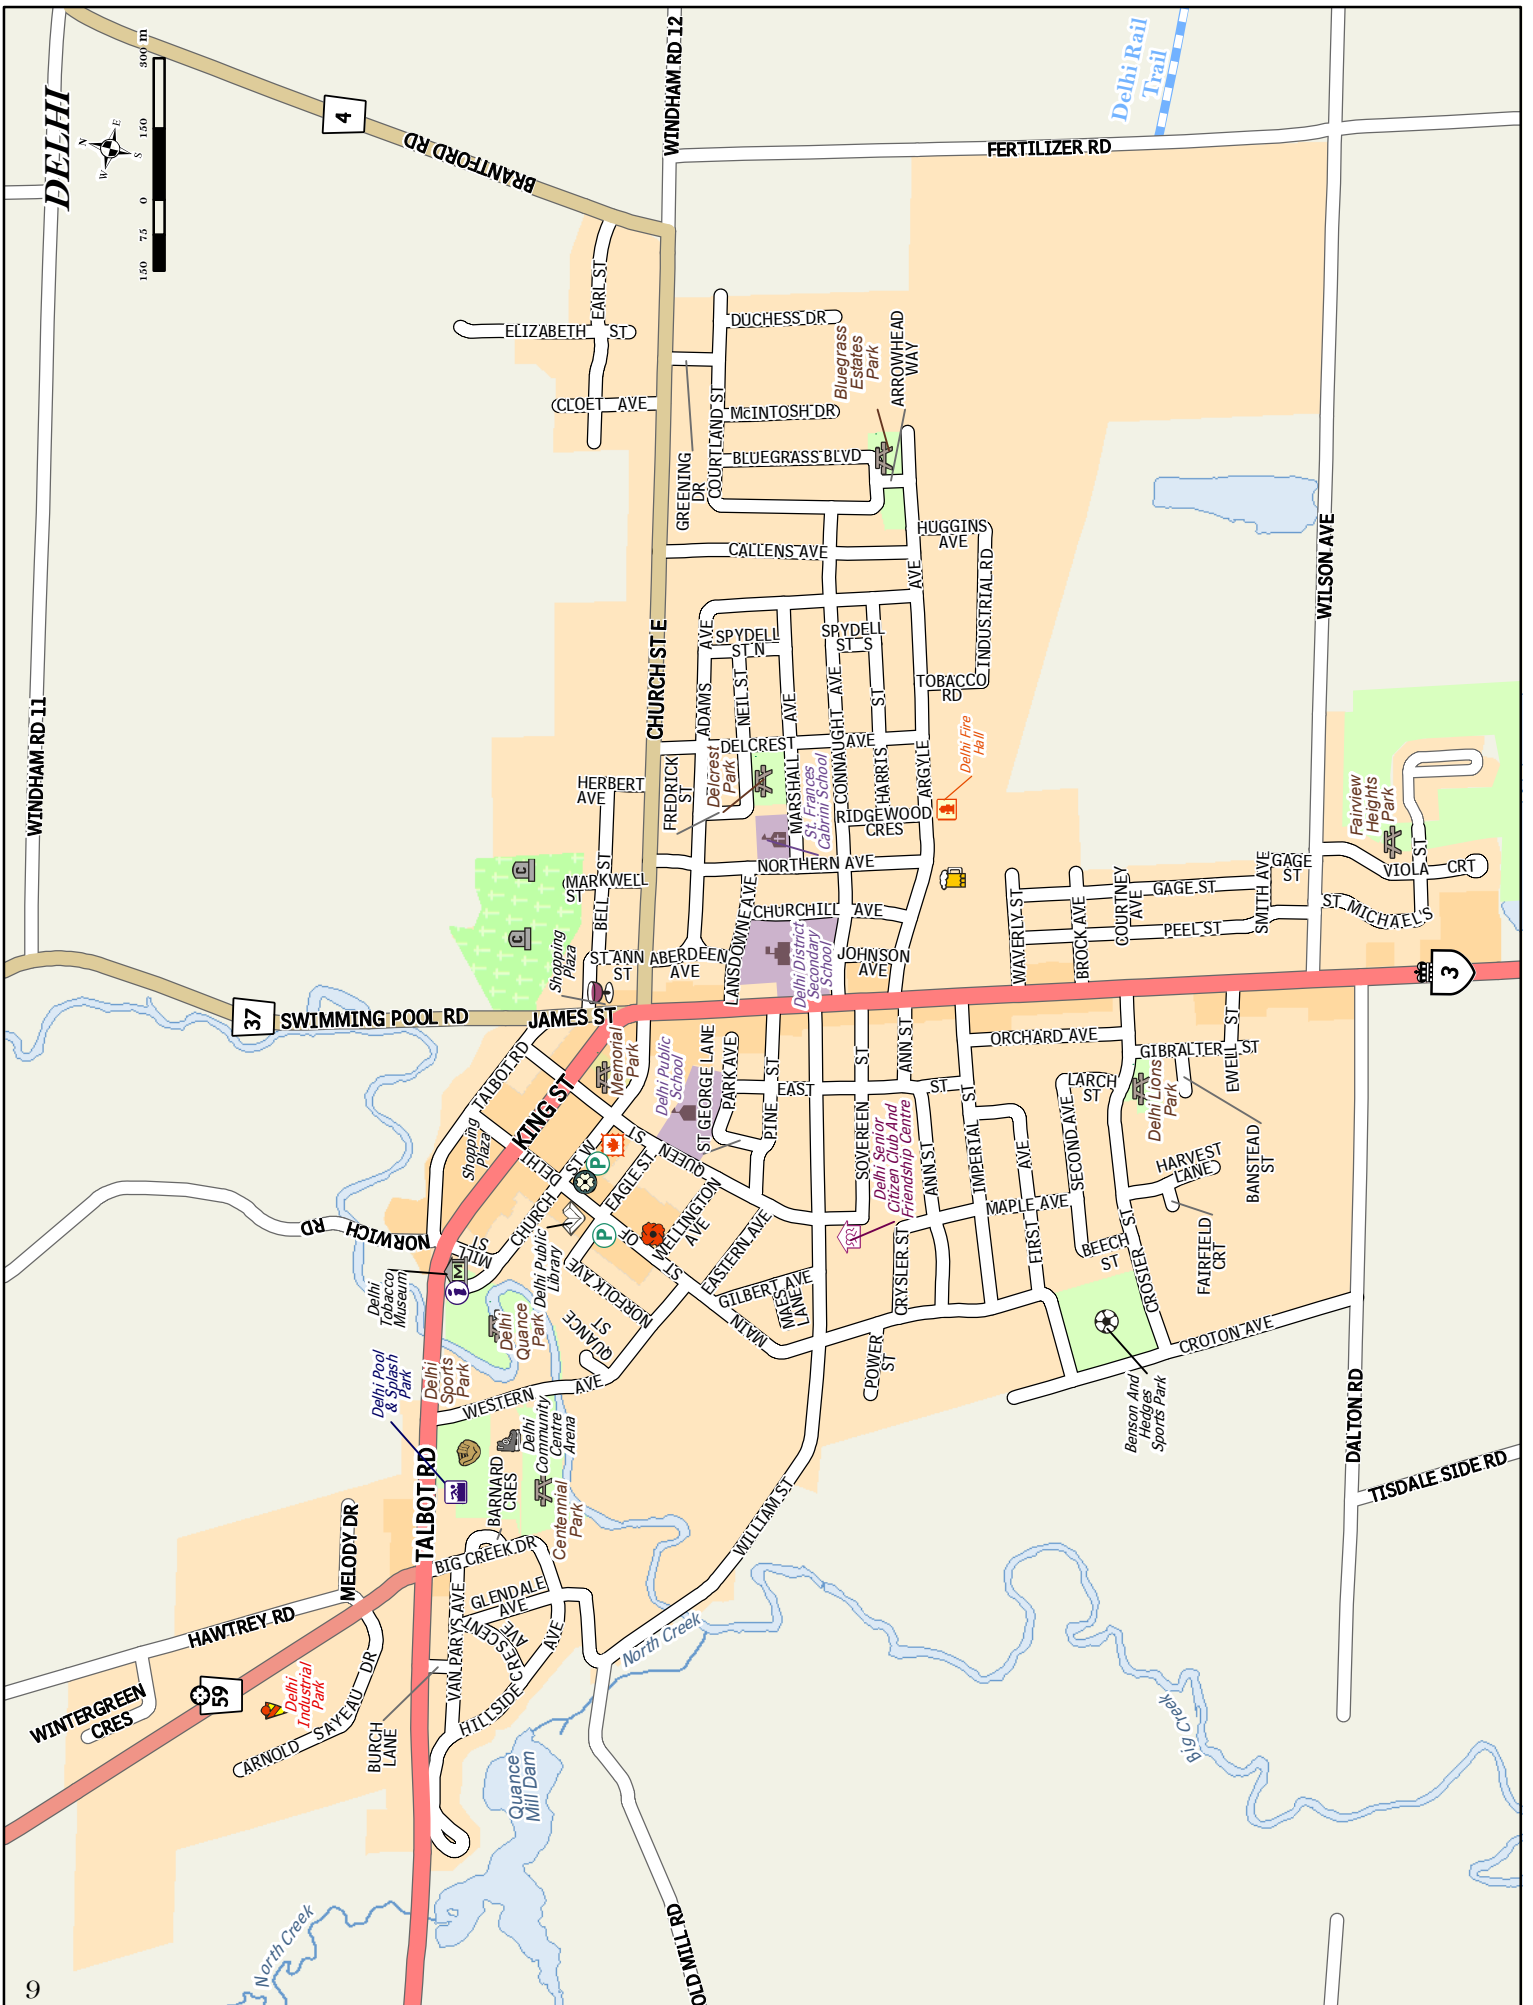 DELHI
N
E
S
W
150
75
0
150
300 m
4
BRANTFORD RD
WINDHAM RD 12
Delhi Rail
Trail
FERTILIZER RD
EARL ST
ELIZABETH ST
CLOET AVE
DUCHESS DR
Bluegrass
Estates
Park
ARROWHEAD
WAY
McINTOSH DR
COURTLAND ST
GREENING
DR
BLUEGRASS BLVD
HUGGINS
AVE
CALLENS AVE
INDUSTRIAL RD
WILSON AVE
CHURCH ST E
SPYDELL
ST N
SPYDELL
ST S
ADAMS AVE
NEIL ST
TOBACCO
RD
WINDHAM RD 11
DELCREST AVE
Delcrest
Park
MARSHALL AVE
St. Frances
Cabrini School
CONNAUGHT AVE
HARRIS ST
ARGYLE AVE
Delhi Fire
Hall
HERBERT
AVE
FREDRICK
ST
RIDGEWOOD
CRES
Fairview
Heights
Park
NORTHERN AVE
MARKWELL
ST
BELL ST
C
C
CHURCHILL AVE
LANSDOWNE AVE
GAGE ST
GAGE
ST
VIOLA CRT
ST
ST MICHAEL'S
SMITH AVE
COURTNEY
AVE
PEEL ST
BROCK AVE
WAVERLY ST
Shopping
Plaza
ST ANN
ST
ABERDEEN
AVE
Delhi District
Secondary
School
JOHNSON
AVE
3
37
SWIMMING POOL RD
JAMES ST
Memorial
Park
TALBOT RD
KING ST
Delhi Public
School
ST GEORGE LANE
PARK AVE
PINE ST
EAST ST
SOVEREEN ST
ANN ST
ORCHARD AVE
GIBRALTER ST
EWELL ST
LARCH
ST
Delhi Lions
Park
IMPERIAL ST
Shopping
Plaza
DELHI ST
QUEEN ST
CHURCH ST W
EAGLE ST
P
P
Delhi Senior
Citizen Club And
Friendship Centre
ANN ST
FIRST AVE
SECOND AVE
MAPLE AVE
HARVEST
LANE
BANSTEAD
ST
FAIRFIELD
CRT
BEECH
ST
CROSIER ST
NORWICH RD
MILL
ST
Delhi Public
Library
MAIN ST OF
WELLINGTON
AVE
EASTERN AVE
NORFOLK AVE
GILBERT AVE
MAES
LANE
CRYSLER ST
Delhi
Tobacco
Museum
M
i
Delhi
Quance
Park
QUANCE
ST
POWER
ST
CROTON AVE
Benson And
Hedges
Sports Park
DALTON RD
TISDALE SIDE RD
Delhi Pool
& Splash
Park
Delhi
Sports
Park
WESTERN AVE
Delhi
Community
Centre
Arena
BARNARD
CRES
Centennial
Park
TALBOT RD
BIG CREEK DR
WILLIAM ST
MELODY DR
HAWTREY RD
GLENDALE
AVE
VAN PARYS AVE
CRESCENT
AVE
HILLSIDE AVE
North Creek
WINTERGREEN
CRES
59
Delhi
Industrial
Park
ARNOLD SAYEAU DR
BURCH
LANE
Quance
Mill Dam
Big Creek
North Creek
OLD MILL RD
9